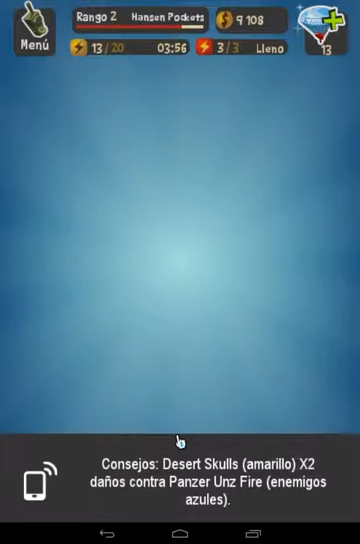 Rango 2 Hansen Pockets
9 108
Menú
13/20 03:56
3/3 Lleno
13
Consejos: Desert Skulls (amarillo) X2
daños contra Panzer Unz Fire (enemigos
azules).